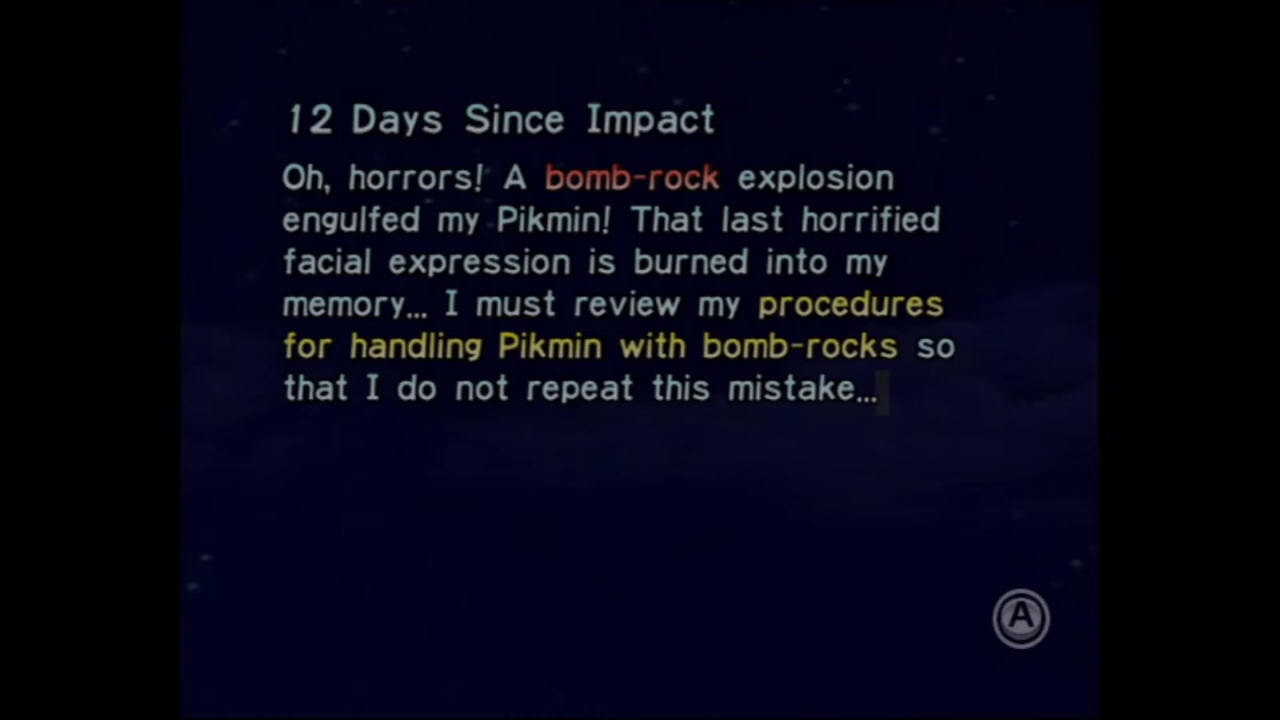 12 Days Since Impact
Oh, horrors! A bomb-rock explosion
engulfed my Pikmin! That last horrified
facial expression is burned into my
memory... I must review my procedures
for handling Pikmin with bomb-rocks so
that I do not repeat this mistake...
A